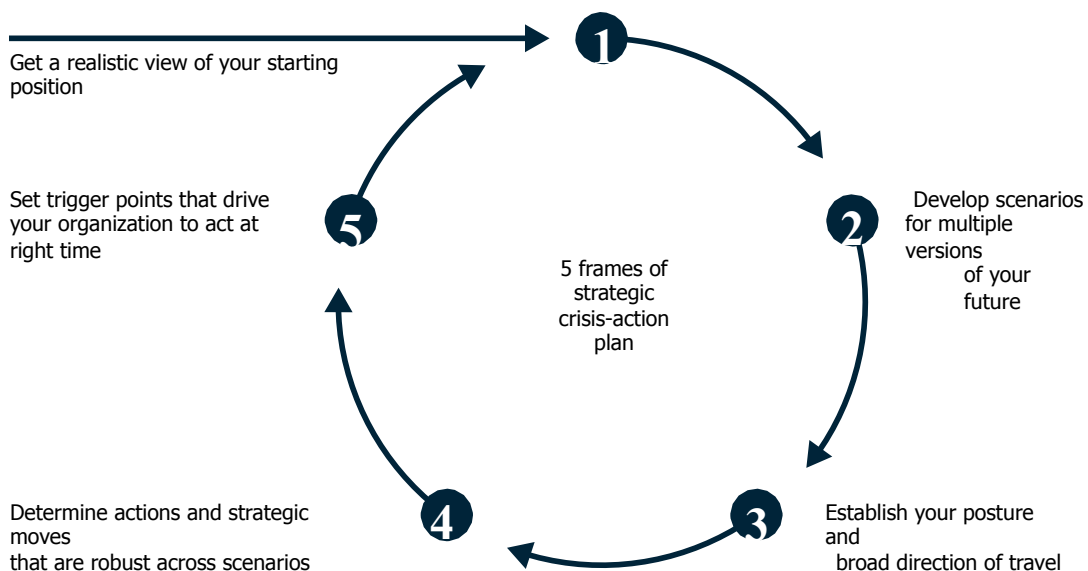 1
Get a realistic view of your starting
position
2
Develop scenarios
for multiple
versions
of your
future
3
Establish your posture
and
broad direction of travel
4
Determine actions and strategic
moves
that are robust across scenarios
5
Set trigger points that drive
your organization to act at
right time
5 frames of
strategic
crisis-action
plan